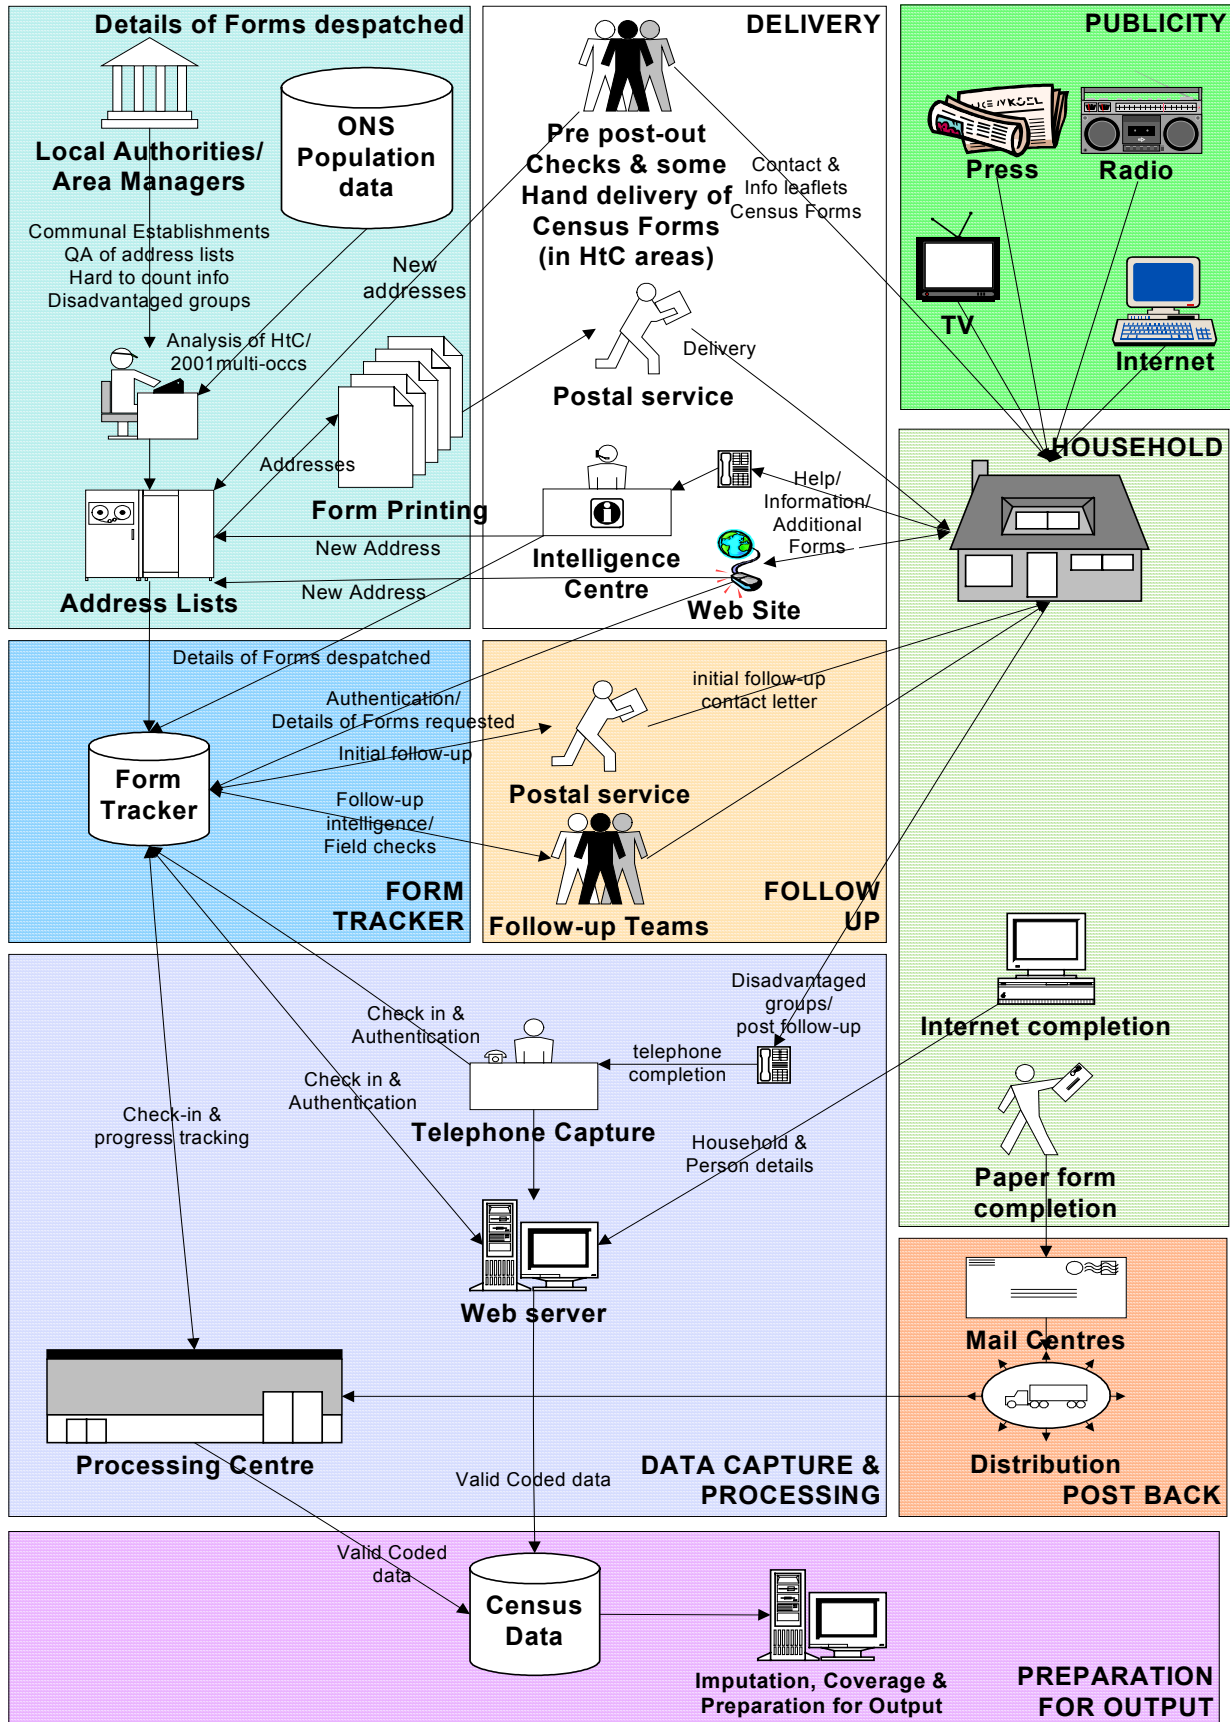 Details of Forms despatched
Local Authorities/
Area Managers
ONS
Population
data
Communal Establishments
QA of address lists
Hard to count info
Disadvantaged groups
Analysis of HtC/
2001multi-occs
New
addresses
Addresses
Form Printing
New Address
New Address
Address Lists
DELIVERY
Pre post-out
Checks & some
Hand delivery of
Census Forms
(in HtC areas)
Contact &
Info leaflets
Census Forms
Postal service
Delivery
Intelligence
Centre
Help/
Information/
Additional
Forms
Web Site
PUBLICITY
Press
Radio
TV
Internet
HOUSEHOLD
Details of Forms despatched
Authentication/
Details of Forms requested
Initial follow-up
Form
Tracker
Follow-up
intelligence/
Field checks
FORM
TRACKER
initial follow-up
contact letter
Postal service
Follow-up Teams
FOLLOW
UP
Internet completion
Paper form
completion
Disadvantaged
groups/
post follow-up
telephone
completion
Check in &
Authentication
Check in &
Authentication
Check-in &
progress tracking
Telephone Capture
Household &
Person details
Web server
Processing Centre
Valid Coded data
DATA CAPTURE &
PROCESSING
Mail Centres
Distribution
POST BACK
Valid Coded
data
Census
Data
Imputation, Coverage &
Preparation for Output
PREPARATION
FOR OUTPUT